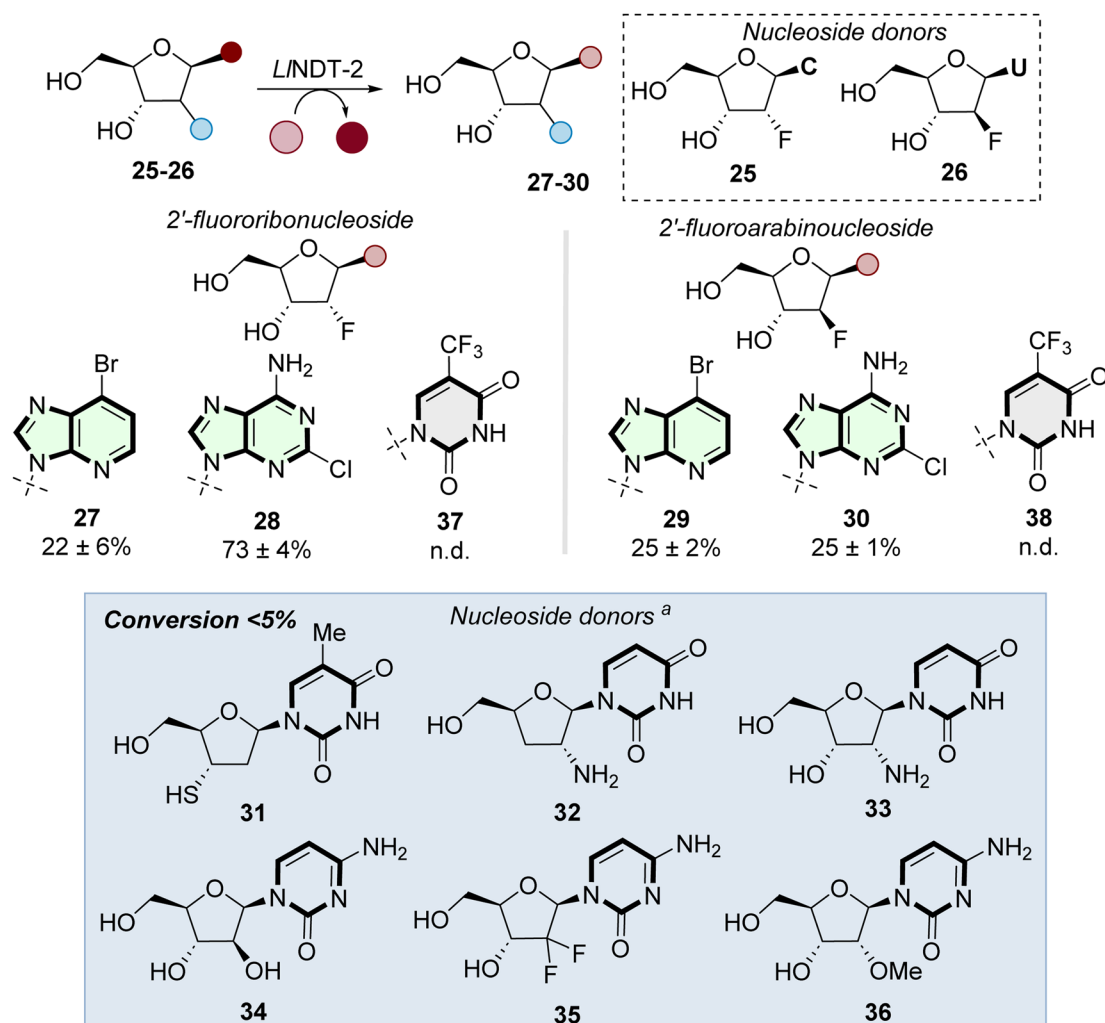 Nucleoside donors
O
HO
HO
25-26
LlNDT-2
O
HO
HO
27-30
O
C
HO
HO
F
25
O
U
HO
HO
F
26
2'-fluororibonucleoside
O
HO
HO
F
2'-fluoroarabinoucleoside
O
HO
HO
F
Br
N
N
N
27
22 ± 6%
NH2
N
N
N
N
Cl
28
73 ± 4%
CF3
O
N
NH
O
37
n.d.
Br
N
N
N
29
25 ± 2%
NH2
N
N
N
N
Cl
30
25 ± 1%
CF3
O
N
NH
O
38
n.d.
Conversion <5%
Nucleoside donors a
Me
O
O
N
NH
HO
O
HS
31
O
O
N
NH
HO
O
NH2
32
O
O
N
NH
HO
O
HO
NH2
33
NH2
O
N
N
HO
O
HO
OH
34
NH2
O
N
N
HO
O
F
HO
F
35
NH2
O
N
N
HO
O
HO
OMe
36